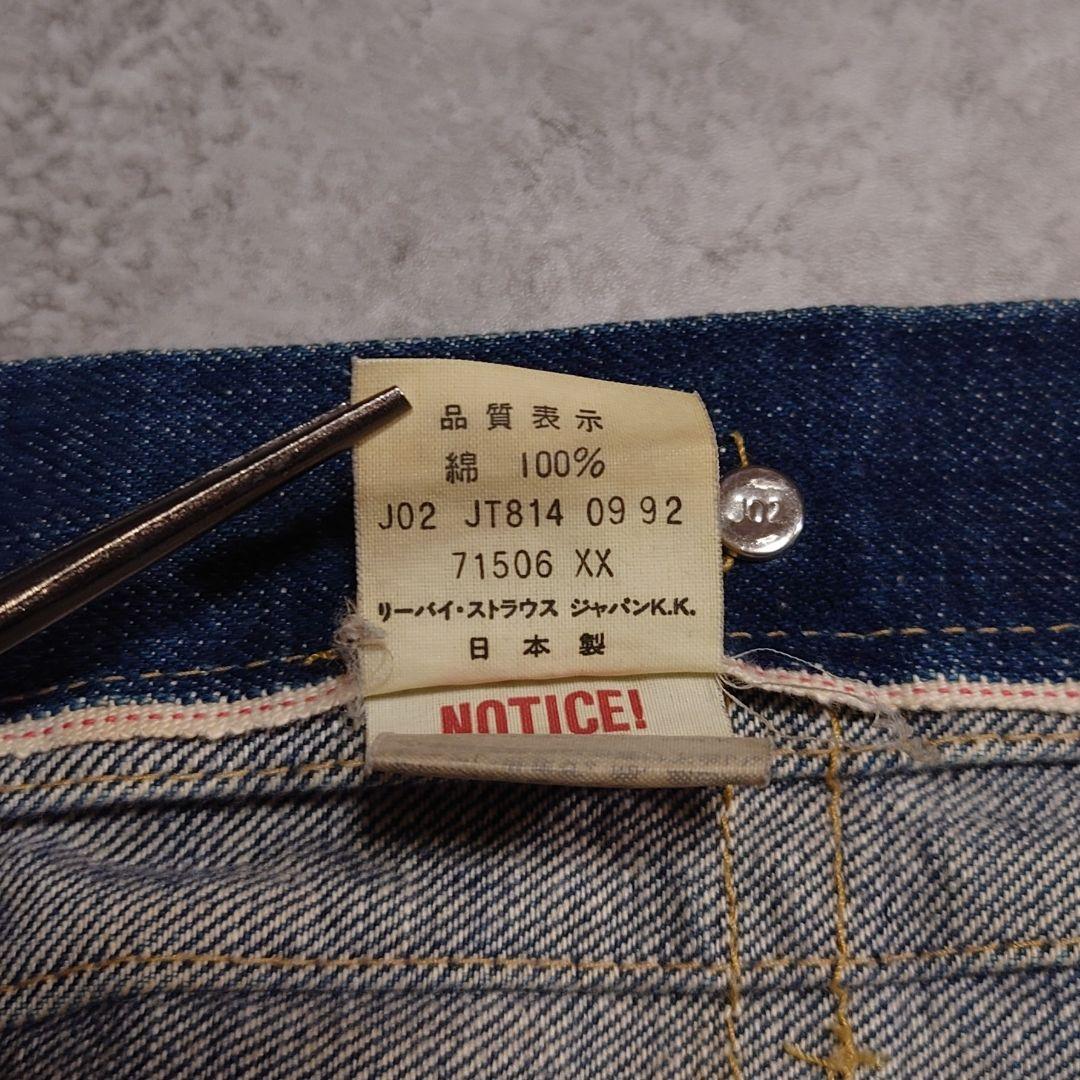 品質表示
綿 100%
J02 JT814 09 92
71506 XX
リーバイ・ストラウス ジャパンK.K.
日本製
NOTICE!
J02